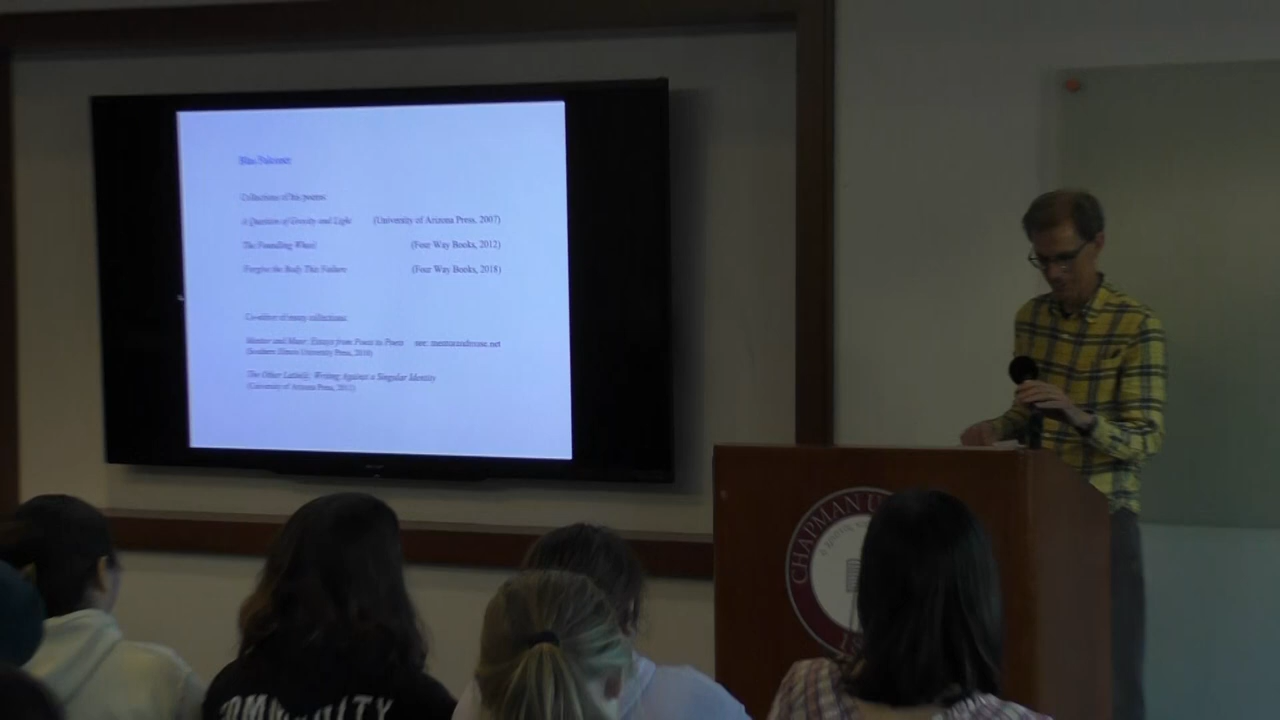 Blas Falconer
Collections of his poems:
A Question of Gravity and Light (University of Arizona Press, 2007)
The Foundling Wheel (Four Way Books, 2012)
Forgive the Body This Failure (Four Way Books, 2018)
Co-editor of many collections:
Mentor and Muse: Essays from Poets to Poets see: mentorandmuse.net
(Southern Illinois University Press, 2010)
The Other Latin@: Writing Against a Singular Identity
(University of Arizona Press, 2011)
CHAPMAN U